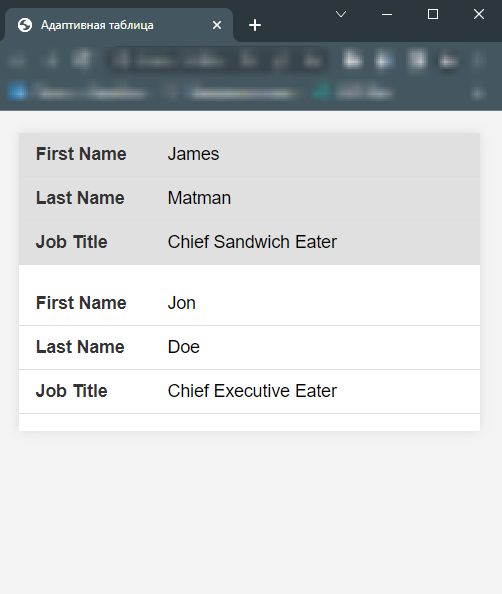 Адаптивная таблица
First Name James
Last Name Matman
Job Title Chief Sandwich Eater
First Name Jon
Last Name Doe
Job Title Chief Executive Eater